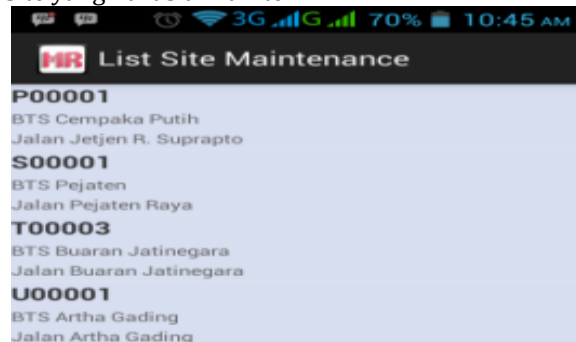 3G G 70% 10:45 AM
MR List Site Maintenance
P00001
BTS Cempaka Putih
Jalan Jetjen R. Suprapto
S00001
BTS Pejaten
Jalan Pejaten Raya
T00003
BTS Buaran Jatinegara
Jalan Buaran Jatinegara
U00001
BTS Artha Gading
Jalan Artha Gading